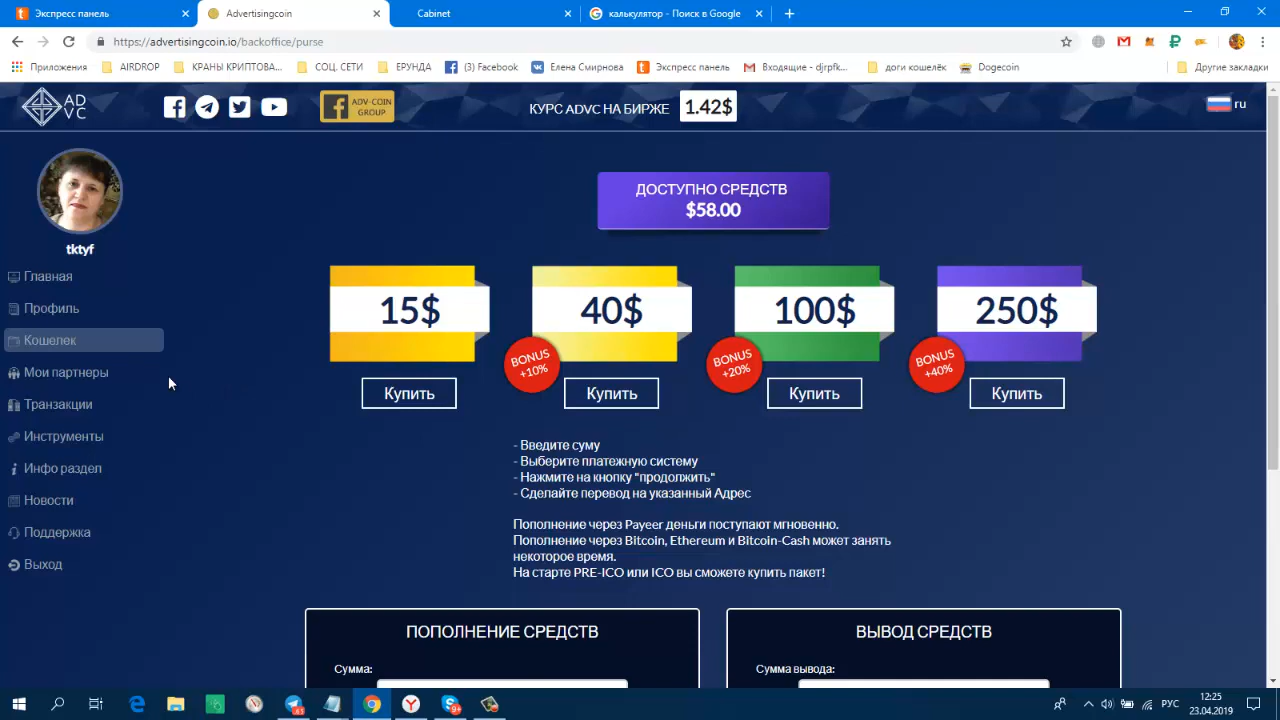 Экспресс панель
Advertisingcoin
Cabinet
калькулятор - Поиск в Google
https://advertisingcoin.io/backoffice/purse
Приложения
AIRDROP
КРАНЫ КРИПТОВА...
СОЦ. СЕТИ
ЕРУНДА
Facebook
Елена Смирнова
Экспресс панель
Входящие - djrpfk...
доги кошелёк
Dogecoin
Другие закладки
AD
VC
ADV-COIN
GROUP
КУРС ADVC НА БИРЖЕ 1.42$
ru
tktyf
Главная
Профиль
Кошелек
Мои партнеры
Транзакции
Инструменты
Инфо раздел
Новости
Поддержка
Выход
ДОСТУПНО СРЕДСТВ
$58.00
15$
Купить
40$
BONUS
+10%
Купить
100$
BONUS
+20%
Купить
250$
BONUS
+40%
Купить
- Введите суму
- Выберите платежную систему
- Нажмите на кнопку "продолжить"
- Сделайте перевод на указанный Адрес
Пополнение через Payeer деньги поступают мгновенно.
Пополнение через Bitcoin, Ethereum и Bitcoin-Cash может занять
некоторое время.
На старте PRE-ICO или ICO вы сможете купить пакет!
ПОПОЛНЕНИЕ СРЕДСТВ
Сумма:
ВЫВОД СРЕДСТВ
Сумма вывода:
РУС
12:25
23.04.2019